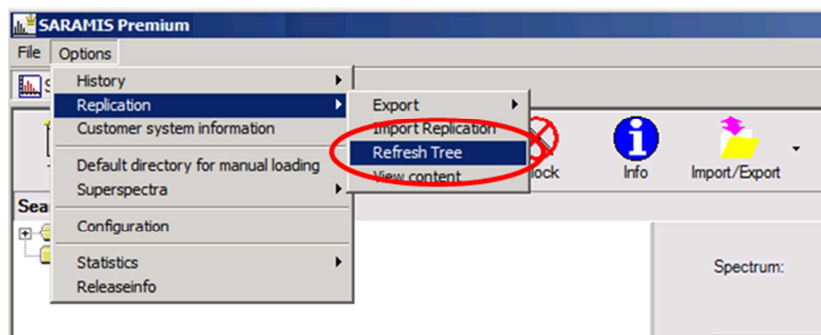 SARAMIS Premium
File Options
S
History
Replication
Customer system information
Default directory for manual loading
Superspectra
Configuration
Statistics
Releaseinfo
Export
Import Replication
Refresh Tree
View content
lock
Info
Import/Export
Sea
Spectrum: